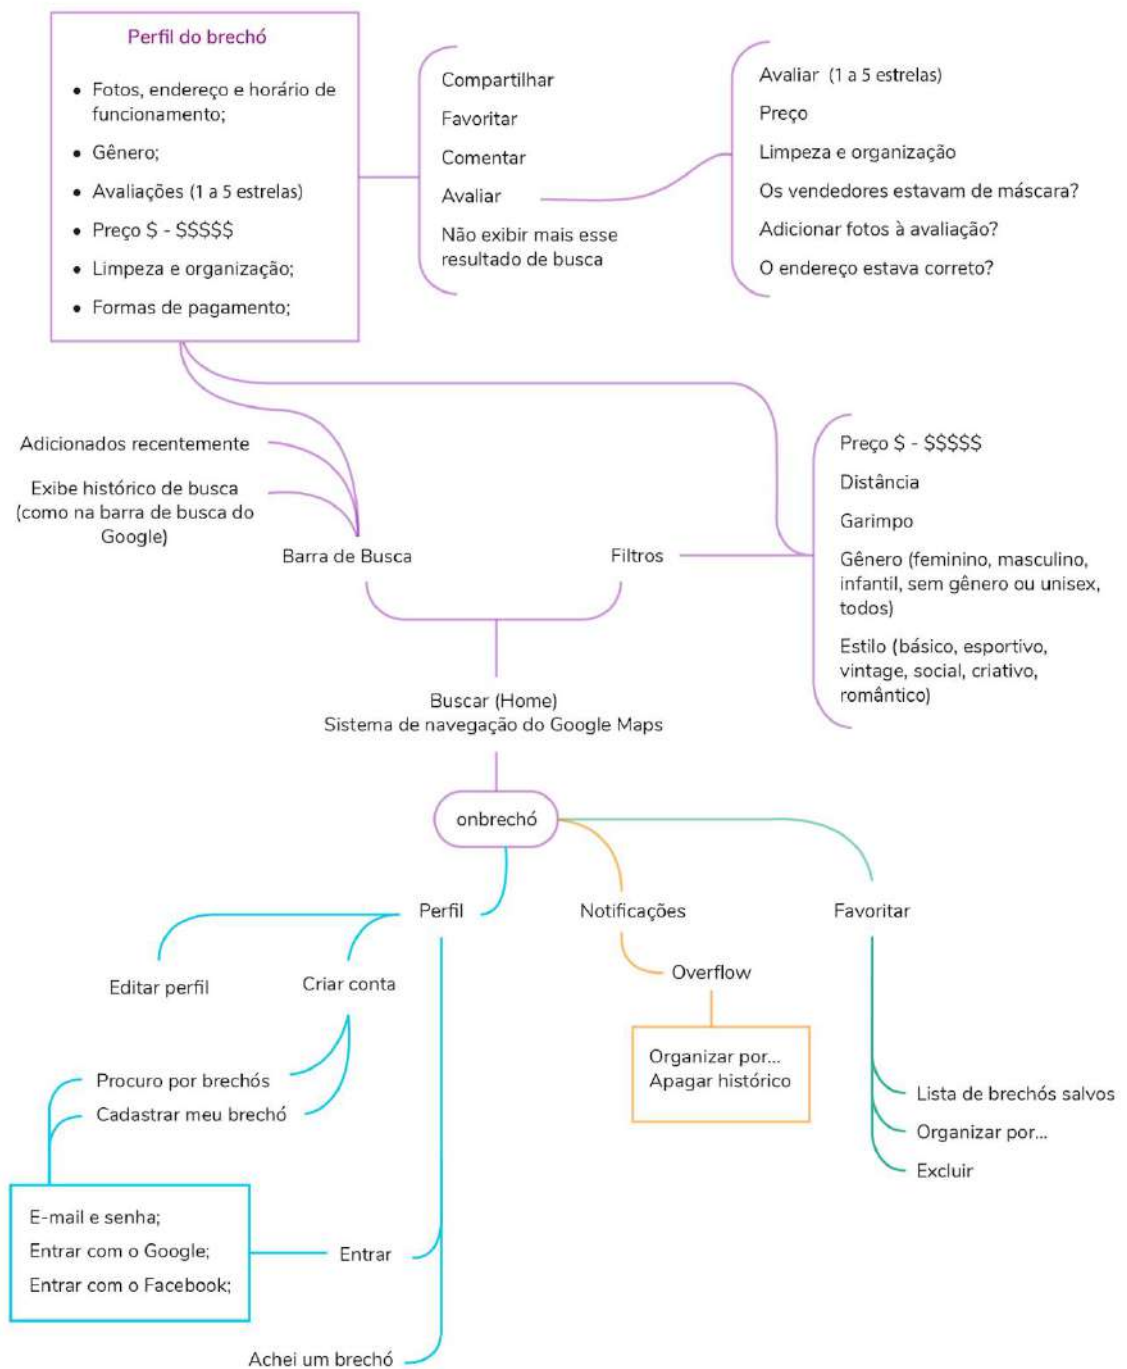 Perfil do brechó
• Fotos, endereço e horário de
funcionamento;
• Gênero;
• Avaliações (1 a 5 estrelas)
• Preço $ - $$$$$
• Limpeza e organização;
• Formas de pagamento;
Compartilhar
Favoritar
Comentar
Avaliar
Não exibir mais esse
resultado de busca
Avaliar (1 a 5 estrelas)
Preço
Limpeza e organização
Os vendedores estavam de máscara?
Adicionar fotos à avaliação?
O endereço estava correto?
Adicionados recentemente
Exibe histórico de busca
(como na barra de busca do
Google)
Barra de Busca
Filtros
Preço $ - $$$$$
Distância
Garimpo
Gênero (feminino, masculino,
infantil, sem gênero ou unisex,
todos)
Estilo (básico, esportivo,
vintage, social, criativo,
romântico)
Buscar (Home)
Sistema de navegação do Google Maps
onbrechó
Perfil
Notificações
Favoritar
Editar perfil
Criar conta
Overflow
Procuro por brechós
Cadastrar meu brechó
Organizar por...
Apagar histórico
Lista de brechós salvos
Organizar por...
Excluir
E-mail e senha;
Entrar com o Google;
Entrar com o Facebook;
Entrar
Achei um brechó